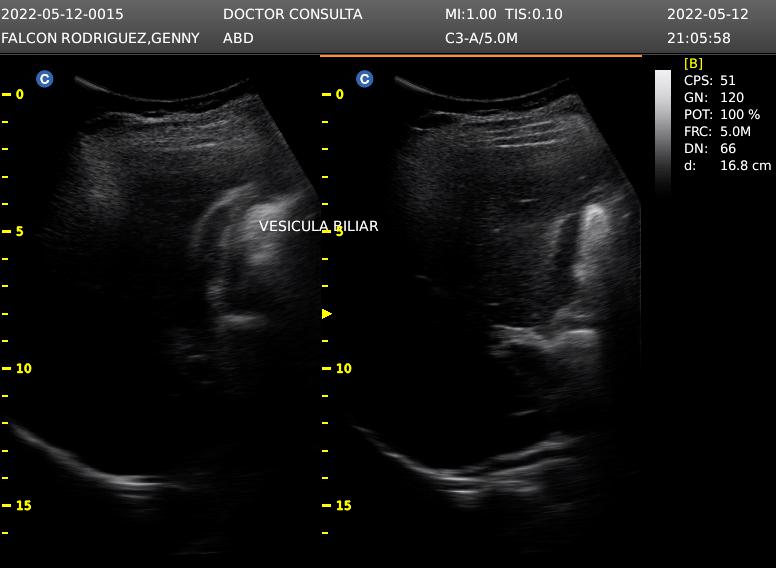 2022-05-12-0015 DOCTOR CONSULTA MI:1.00 TIS:0.10 2022-05-12
FALCON RODRIGUEZ,GENNY ABD C3-A/5.0M 21:05:58
[B]
CPS: 51
GN: 120
POT: 100 %
FRC: 5.0M
DN: 66
d: 16.8 cm
C C
0 0
VESICULA BILIAR
5 5
10 10
15 15